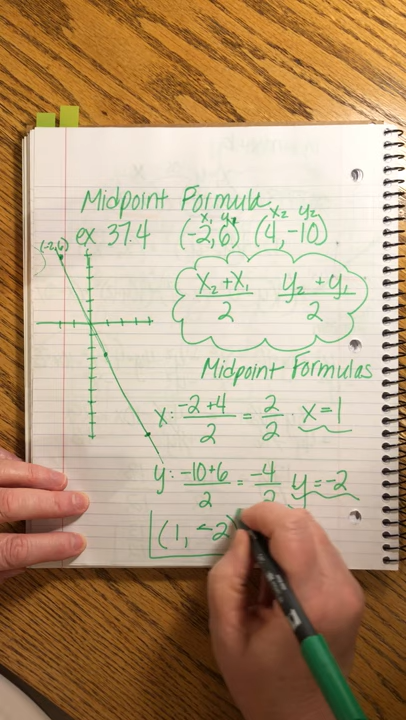 Midpoint Formula
x₁ y₂ x₂ y₂
ex 37.4 (-2,6) (4,-10)
(-2,6)
x₂+x₁ / 2 y₂+y₁ / 2
Midpoint Formulas
x: -2+4 / 2 = 2/2 . x=1
y: -10+6 / 2 = -4/2 y=-2
(1, -2)